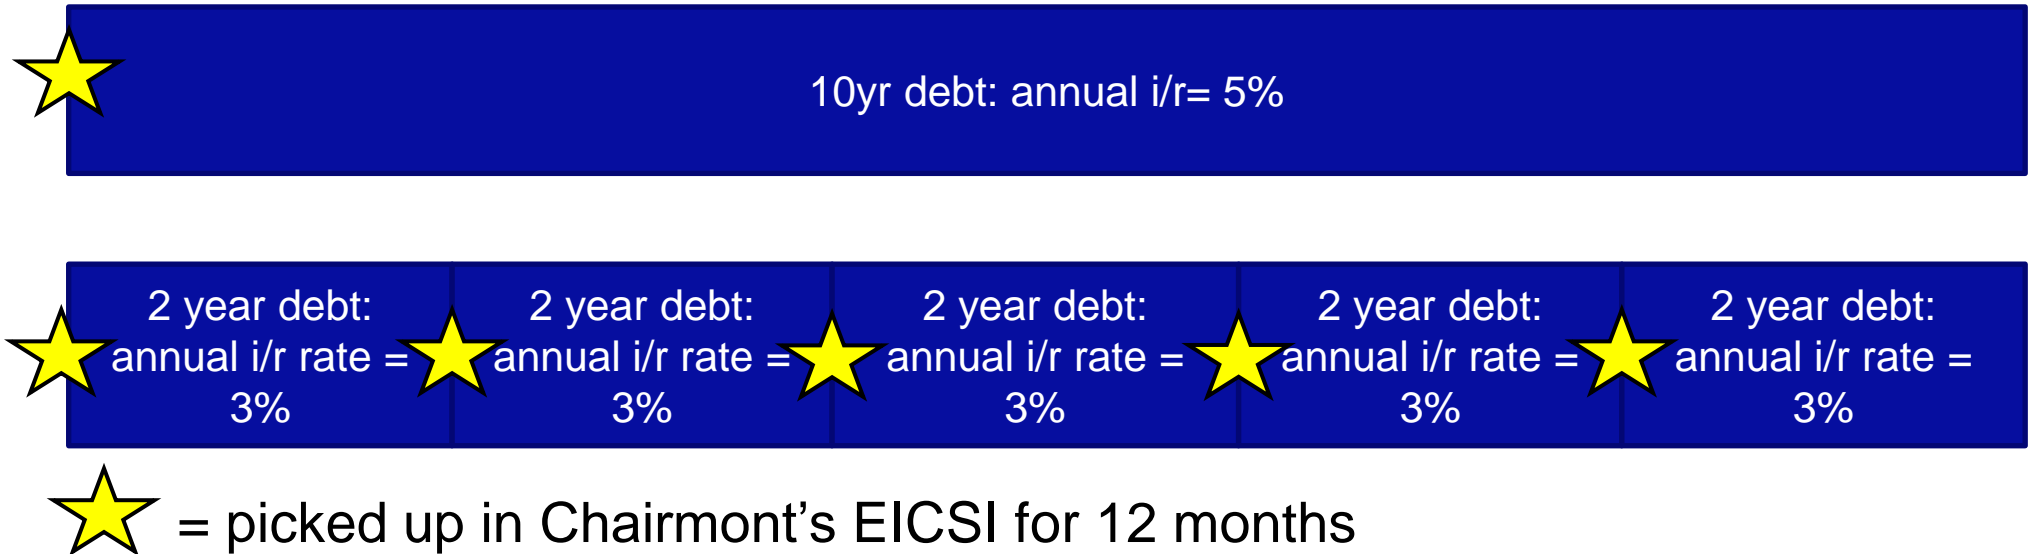 10yr debt: annual i/r= 5%
2 year debt:
annual i/r rate =
3%
2 year debt:
annual i/r rate =
3%
2 year debt:
annual i/r rate =
3%
2 year debt:
annual i/r rate =
3%
2 year debt:
annual i/r rate =
3%
= picked up in Chairmont’s EICSI for 12 months